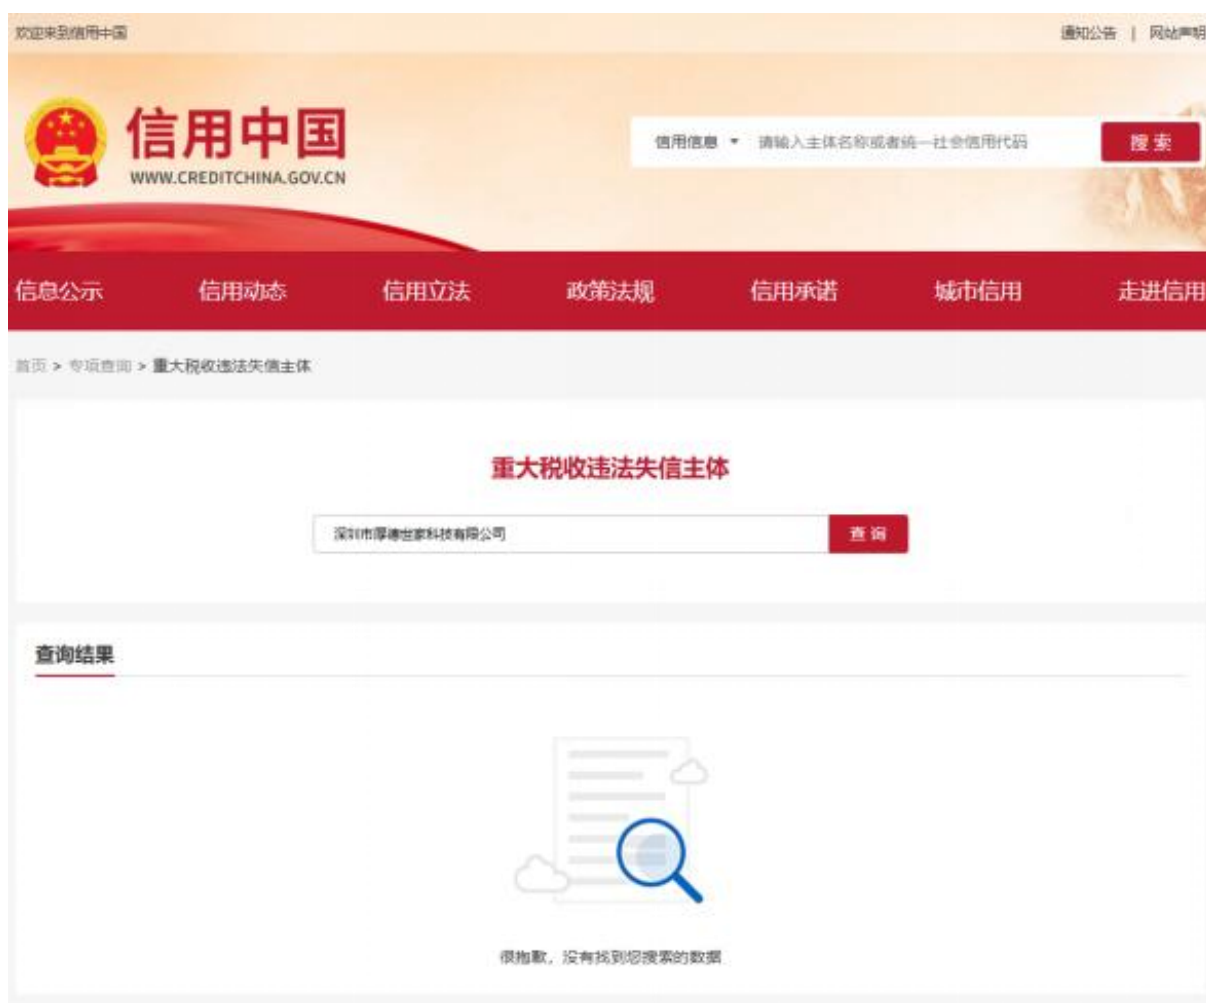 欢迎来到信用中国
通知公告 | 网站声明
信用中国
WWW.CREDITCHINA.GOV.CN
信用信息 请输入主体名称或者统一社会信用代码 搜索
信息公示 信用动态 信用立法 政策法规 信用承诺 城市信用 走进信用
首页 > 专项查询 > 重大税收违法失信主体
重大税收违法失信主体
深圳市厚德世家科技有限公司 查询
查询结果
很抱歉，没有找到您搜索的数据